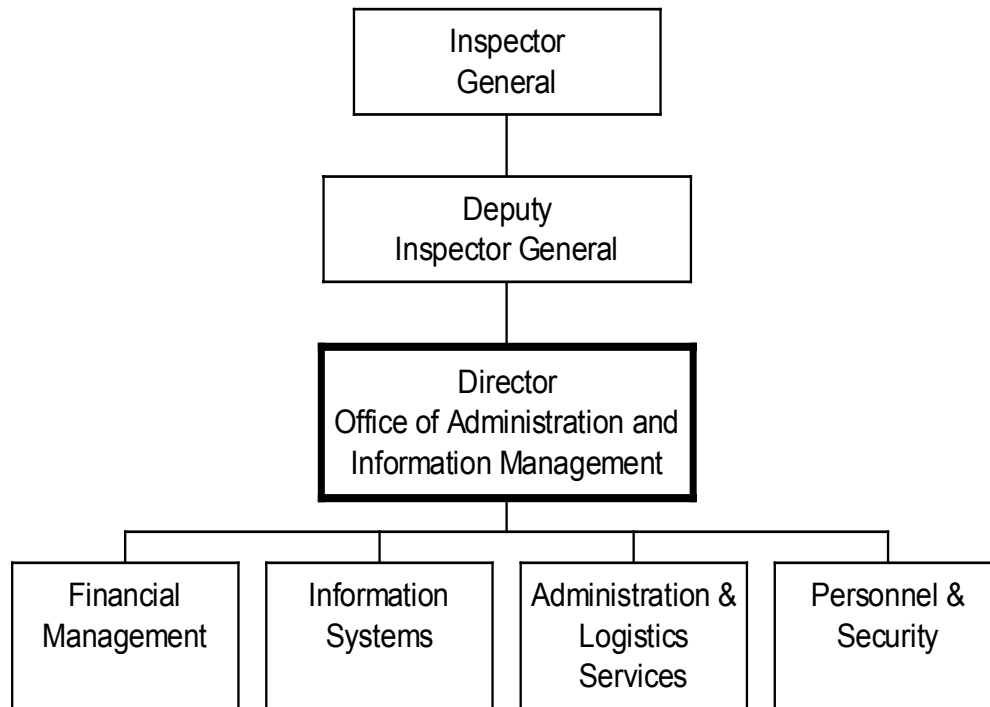 Inspector
General
Deputy
Inspector General
Director
Office of Administration and
Information Management
Financial
Management
Information
Systems
Administration &
Logistics
Services
Personnel &
Security